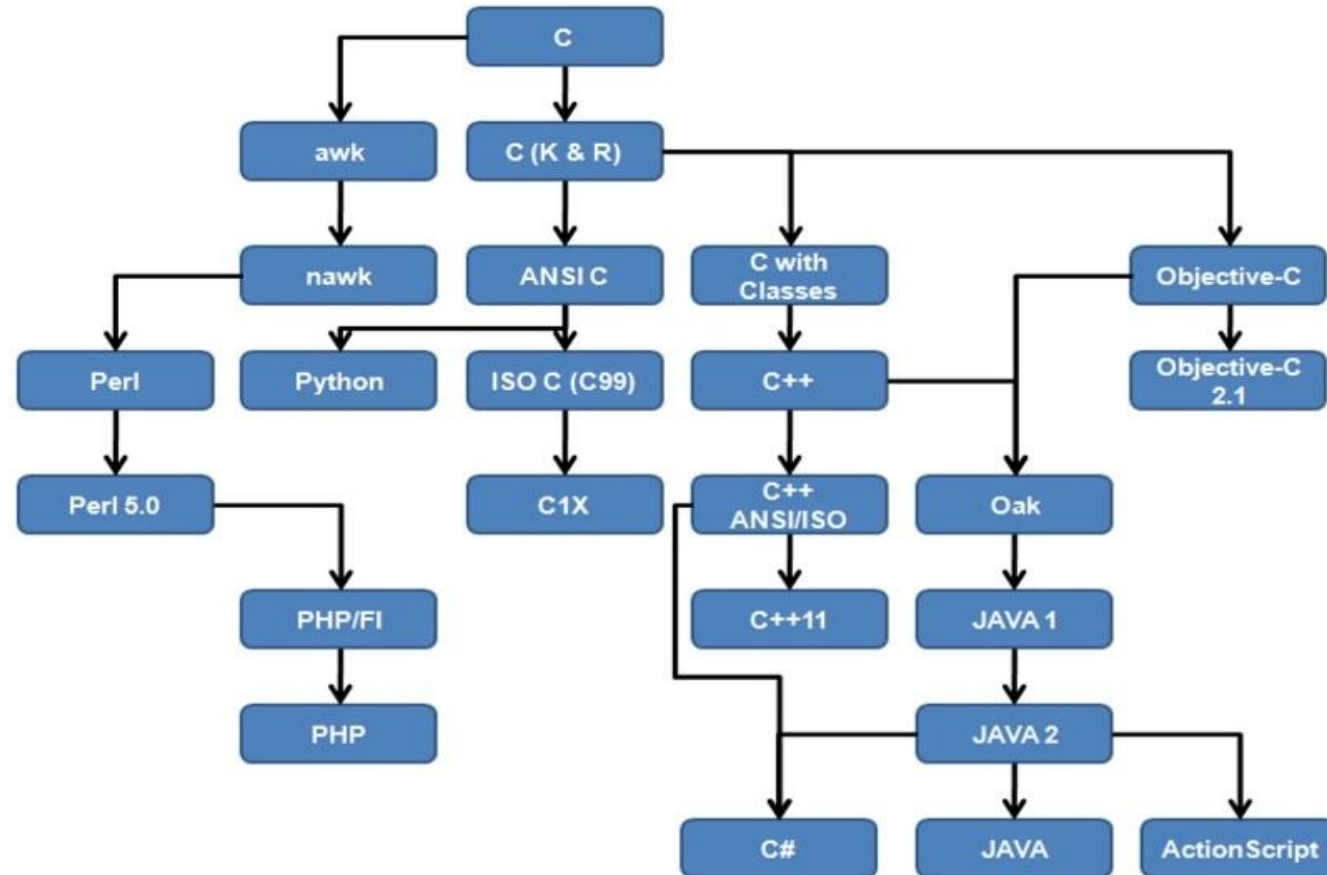 C
awk
C (K & R)
nawk
ANSI C
C with
Classes
Objective-C
Perl
Python
ISO C (C99)
C++
Objective-C
2.1
Perl 5.0
C1X
C++
ANSI/ISO
Oak
PHP/FI
C++11
JAVA 1
PHP
JAVA 2
C#
JAVA
ActionScript